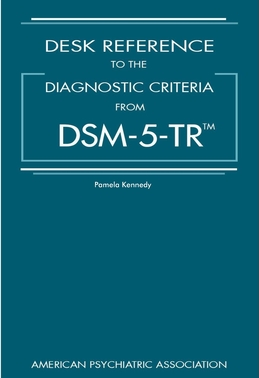 DESK REFERENCE
TO THE
DIAGNOSTIC CRITERIA
FROM
DSM-5-TR™
Pamela Kennedy
AMERICAN PSYCHIATRIC ASSOCIATION